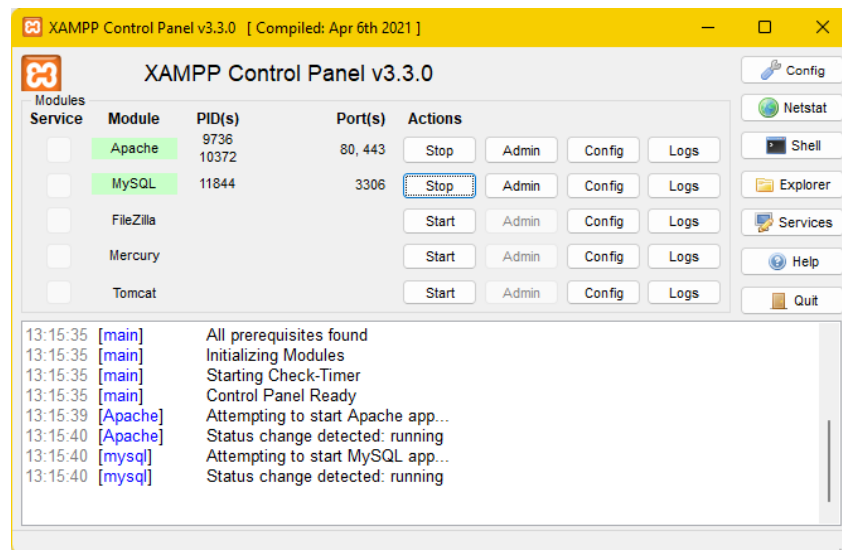 XAMPP Control Panel v3.3.0 [ Compiled: Apr 6th 2021 ]
XAMPP Control Panel v3.3.0
Config
Modules
Service Module PID(s) Port(s) Actions
Netstat
Apache 9736 10372 80, 443 Stop Admin Config Logs
Shell
MySQL 11844 3306 Stop Admin Config Logs
Explorer
FileZilla Start Admin Config Logs
Services
Mercury Start Admin Config Logs
Help
Tomcat Start Admin Config Logs
Quit
13:15:35 [main] All prerequisites found
13:15:35 [main] Initializing Modules
13:15:35 [main] Starting Check-Timer
13:15:35 [main] Control Panel Ready
13:15:39 [Apache] Attempting to start Apache app...
13:15:40 [Apache] Status change detected: running
13:15:40 [mysql] Attempting to start MySQL app...
13:15:40 [mysql] Status change detected: running